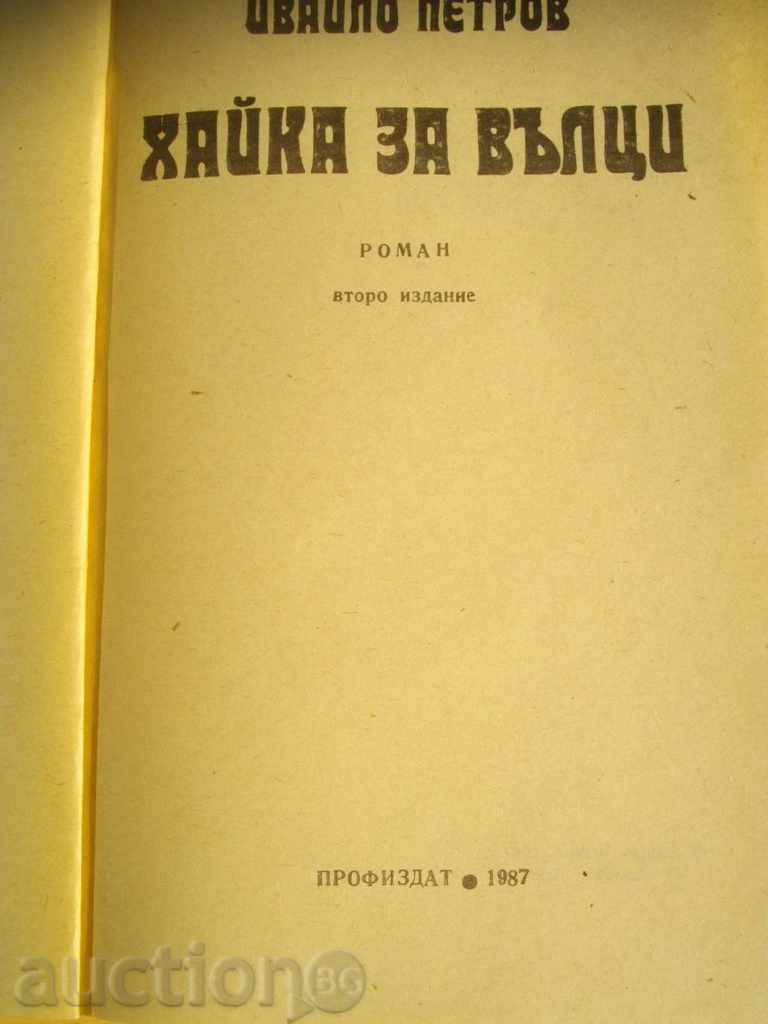 ИВАЙЛО ПЕТРОВ
ХАЙКА ЗА ВЪЛЦИ
РОМАН
второ издание
ПРОФИЗДАТ • 1987
auction BG